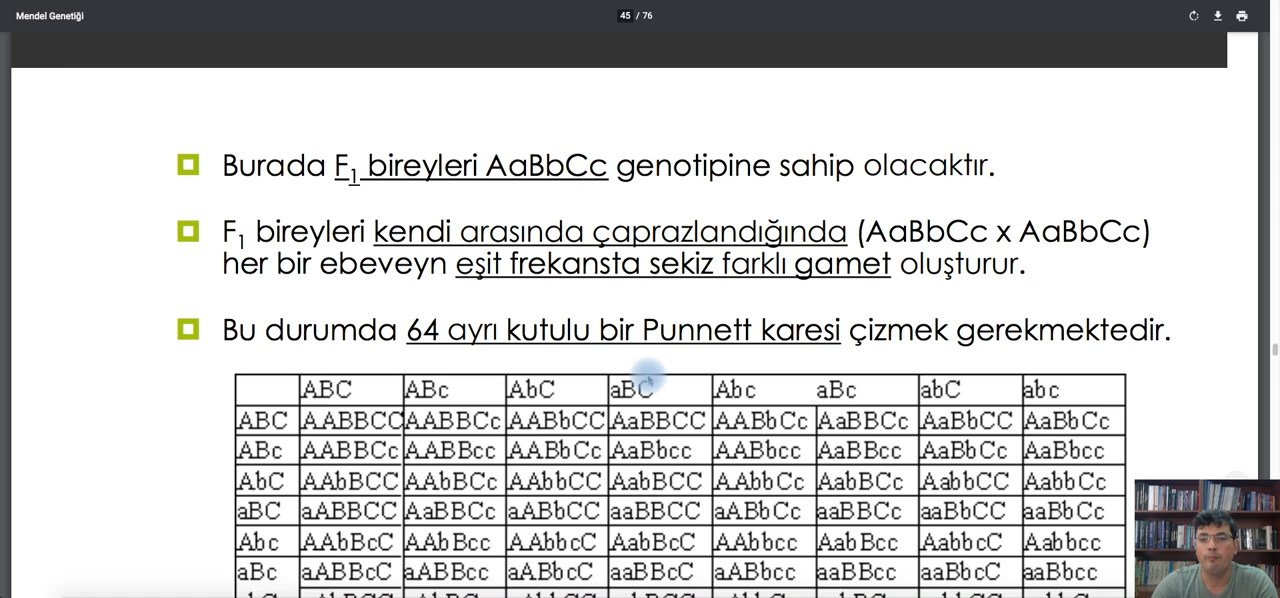 Mendel Genetiği
45 / 76
Burada F1 bireyleri AaBbCc genotipine sahip olacaktır.
F1 bireyleri kendi arasında çaprazlandığında (AaBbCc x AaBbCc)
her bir ebeveyn eşit frekansta sekiz farklı gamet oluşturur.
Bu durumda 64 ayrı kutulu bir Punnett karesi çizmek gerekmektedir.
ABC ABc AbC aBC Abc aBc abC abc
ABC AABBCC AABBCc AABbCC AaBBCC AABbCc AaBBCc AaBbCC AaBbCc
ABc AABBCc AABBcc AABbCc AaBbcc AABbcc AaBBcc AaBbCc AaBbcc
AbC AAbBCC AAbBCc AAbbCC AabBCC AAbbCc AabBCc AabbCC AabbCc
aBC aABBCC AaBBCc aABbCC aaBBCC aABbCc aaBBCc aaBbCC aaBbCc
Abc AAbBcC AAbBcc AAbbcC AabBcC AAbbcc AabBcc AabbcC Aabbcc
aBc aABBcC aABBcc aABbcC aaBBcC aABbcc aaBBcc aaBbcC aaBbcc